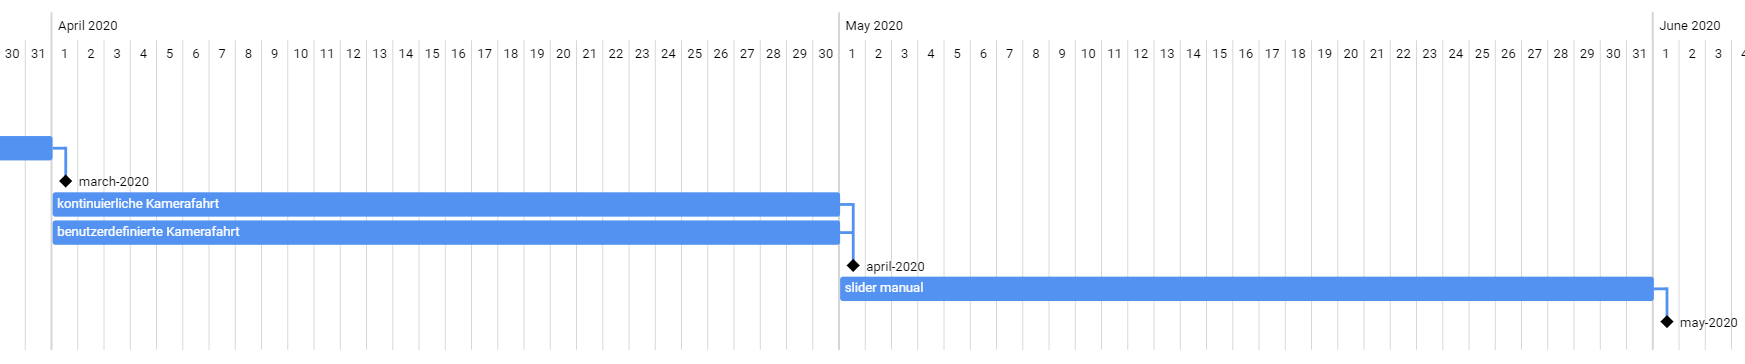 April 2020 May 2020 June 2020
30 31 1 2 3 4 5 6 7 8 9 10 11 12 13 14 15 16 17 18 19 20 21 22 23 24 25 26 27 28 29 30 1 2 3 4 5 6 7 8 9 10 11 12 13 14 15 16 17 18 19 20 21 22 23 24 25 26 27 28 29 30 31 1 2 3 4
march-2020
kontinuierliche Kamerafahrt
benutzerdefinierte Kamerafahrt
april-2020
slider manual
may-2020